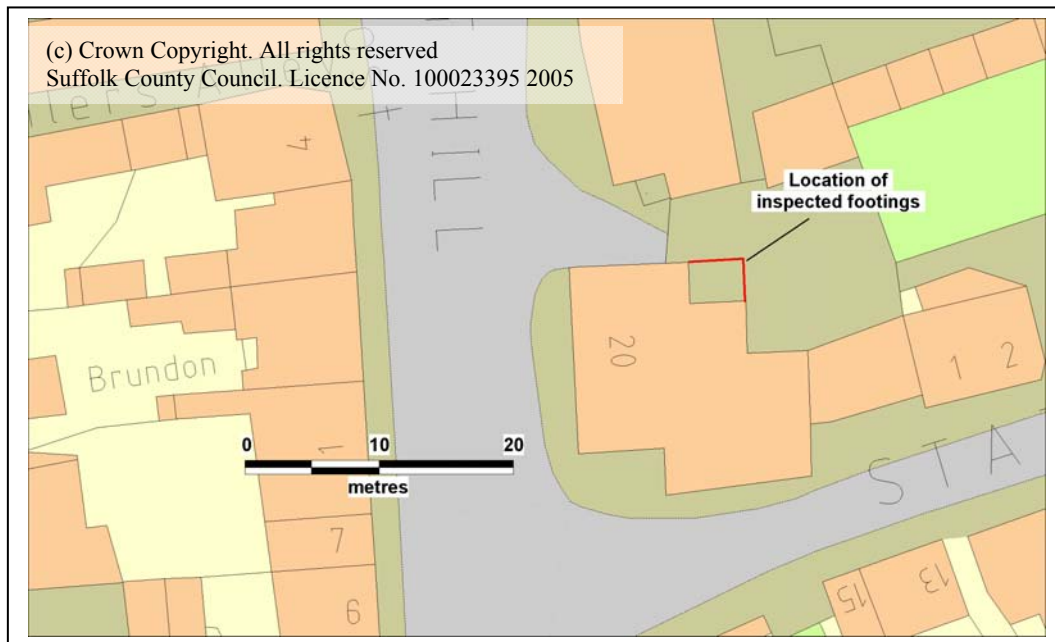 (c) Crown Copyright. All rights reserved
Suffolk County Council. Licence No. 100023395 2005
HILL
4
Location of
inspected footings
20
Brundon
1 2
0 10 20
metres
1
STA
7
9
15
13